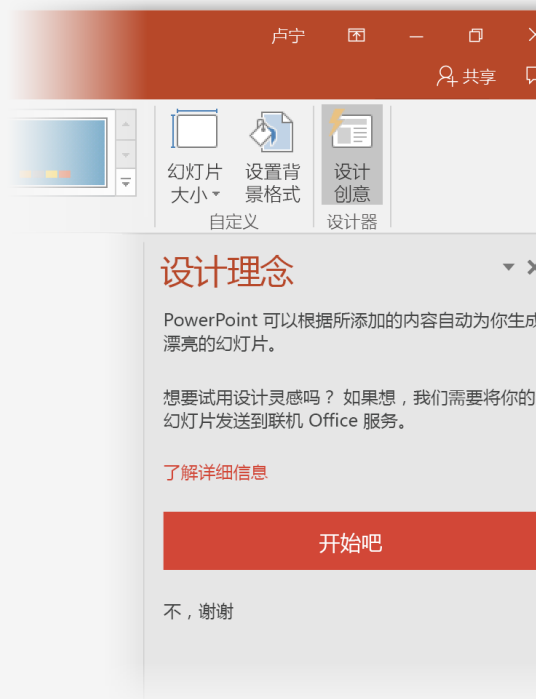 卢宁
共享
幻灯片
大小
设置背
景格式
设计
创意
自定义
设计器
设计理念
PowerPoint 可以根据所添加的内容自动为你生成
漂亮的幻灯片。
想要试用设计灵感吗？如果想，我们需要将你的
幻灯片发送到联机 Office 服务。
了解详细信息
开始吧
不，谢谢